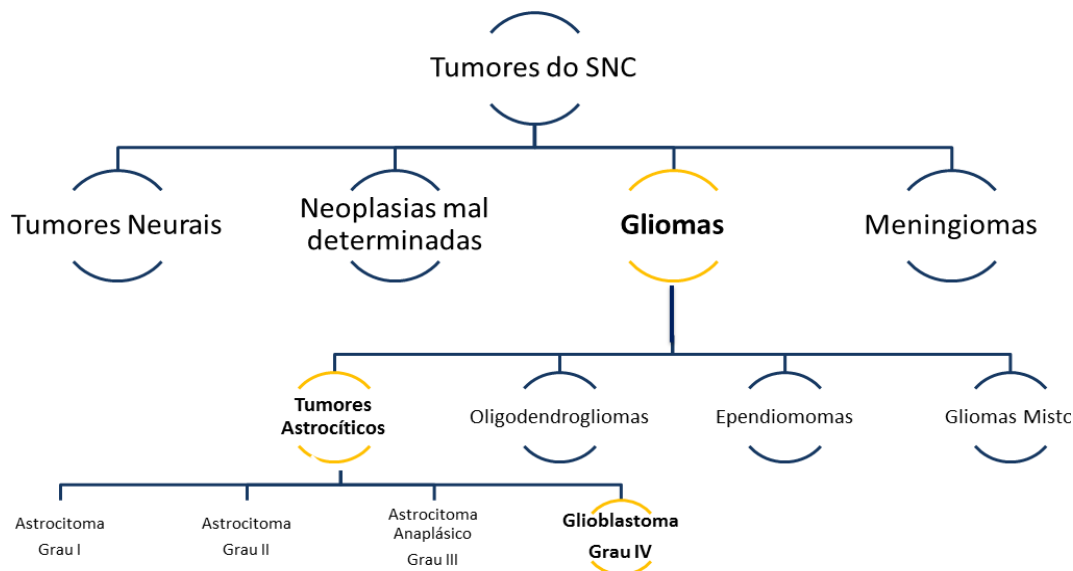 Tumores do SNC
Tumores Neurais
Neoplasias mal
determinadas
Gliomas
Meningiomas
Tumores
Astrocíticos
Oligodendrogliomas
Ependiomomas
Gliomas Misto
Astrocitoma
Grau I
Astrocitoma
Grau II
Astrocitoma
Anaplásico
Grau III
Glioblastoma
Grau IV